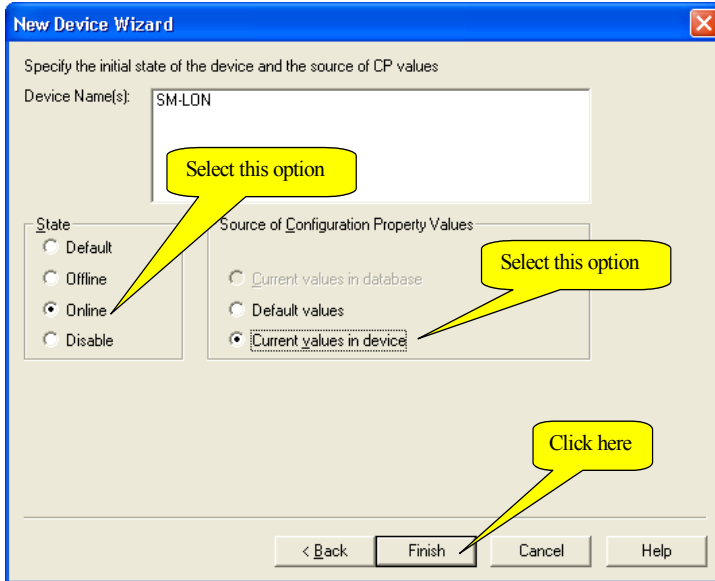 New Device Wizard
Specify the initial state of the device and the source of CP values
Device Name(s):
SM-LON
Select this option
State
Default
Offline
Online
Disable
Source of Configuration Property Values
Current values in database
Default values
Current values in device
Select this option
Click here
< Back
Finish
Cancel
Help